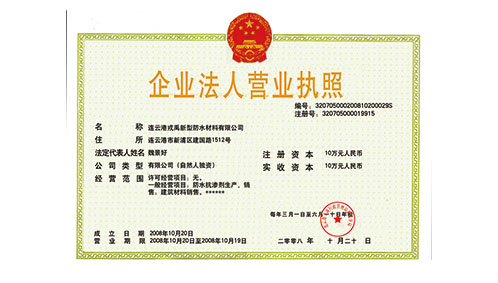 企业法人营业执照
编号：320705000200810200029S
注册号：320705000019915
名称 连云港戎禹新型防水材料有限公司
住所 连云港市新浦区建国路1512号
法定代表人姓名 魏景好
注册资本 10万元人民币
公司类型 有限公司（自然人独资）
实收资本 10万元人民币
经营范围 许可经营项目：无。
一般经营项目：防水抗渗剂生产、销
售。建筑材料销售。******
每年三月一日至六月一十日年检
成立日期 2008年10月20日
营业期限 2008年10月20日至2008年10月19日
二零零八年 十月二十日